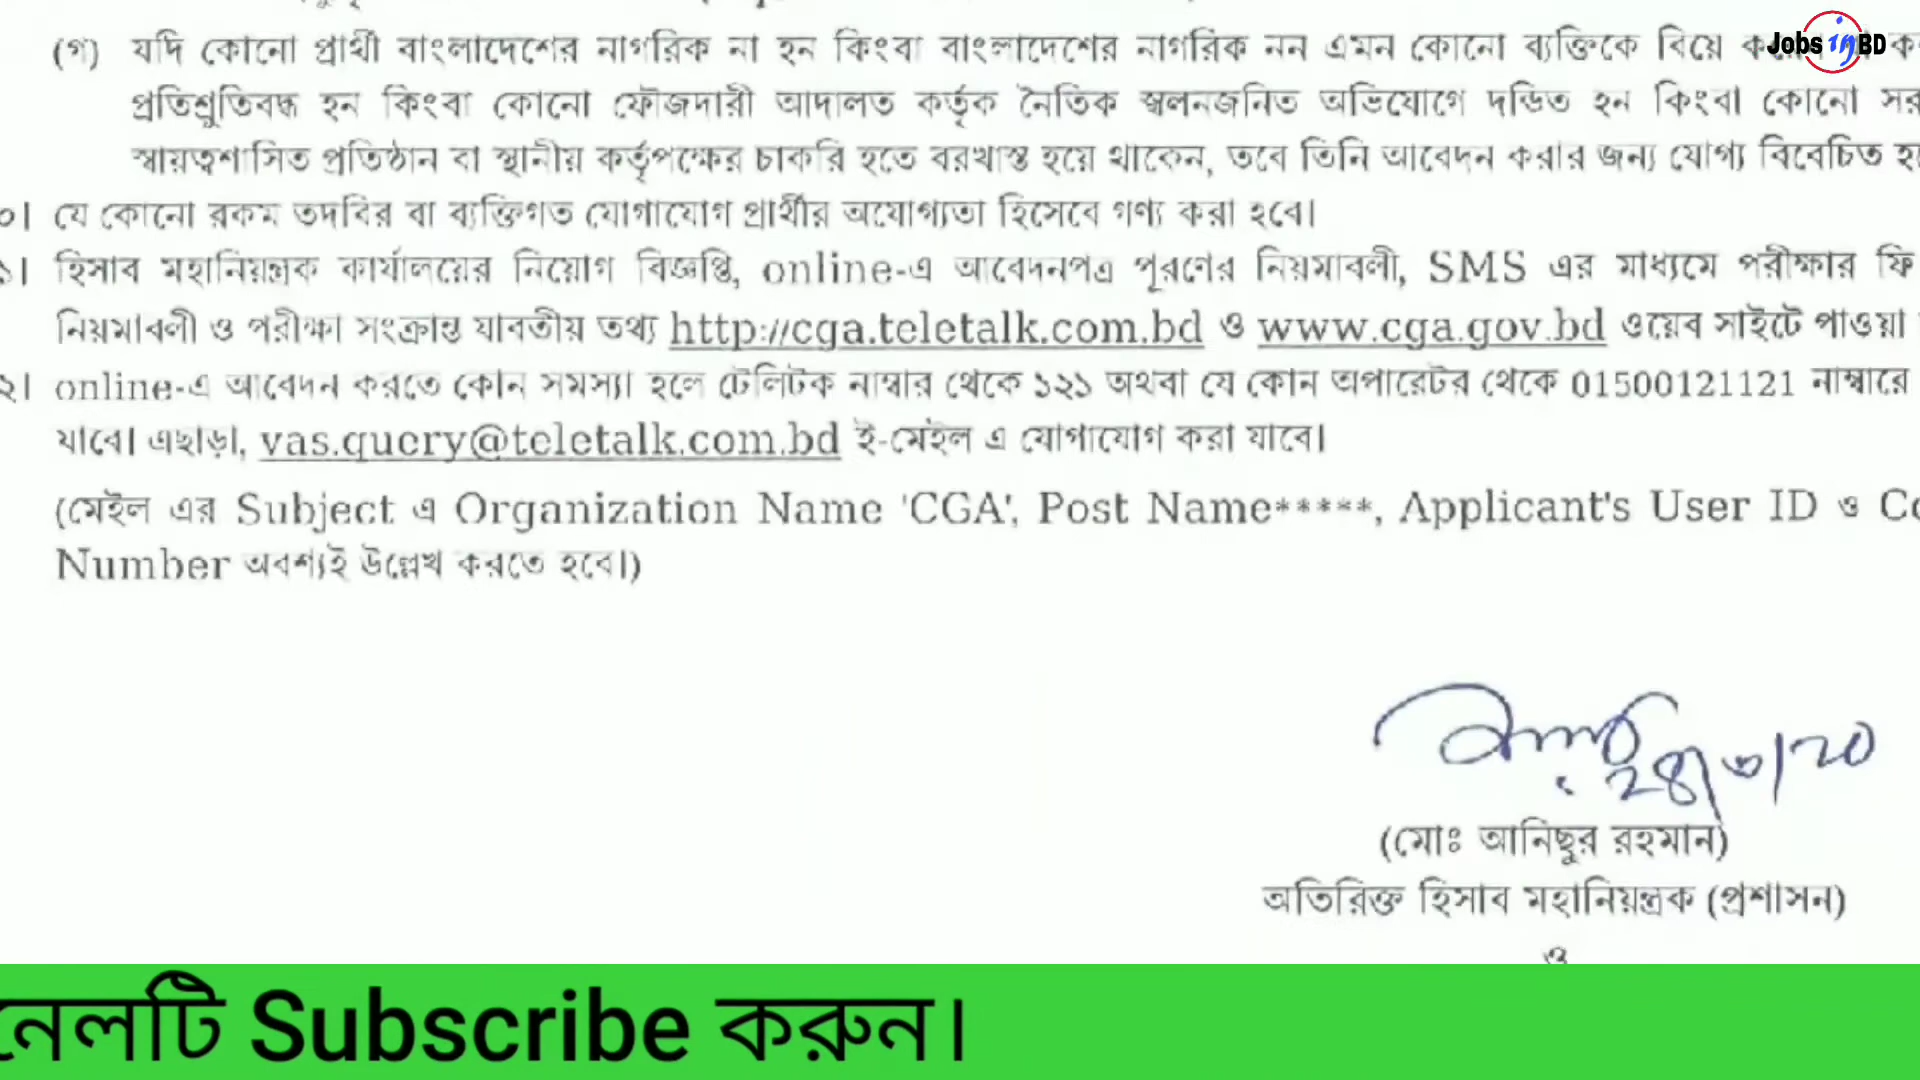 (গ) যদি কোনো প্রার্থী বাংলাদেশের নাগরিক না হন কিংবা বাংলাদেশের নাগরিক নন এমন কোনো ব্যক্তিকে বিয়ে
Jobs in BD
প্রতিশ্রুতিবদ্ধ হন কিংবা কোনো ফৌজদারী আদালত কর্তৃক নৈতিক স্খলনজনিত অভিযোগে দন্ডিত হন কিংবা কোনো সর
স্বায়ত্বশাসিত প্রতিষ্ঠান বা স্থানীয় কর্তৃপক্ষের চাকরি হতে বরখাস্ত হয়ে থাকেন, তবে তিনি আবেদন করার জন্য যোগ্য বিবেচিত
০। যে কোনো রকম তদবির বা ব্যক্তিগত যোগাযোগ প্রার্থীর অযোগ্যতা হিসেবে গণ্য করা হবে।
১। হিসাব মহানিয়ন্ত্রক কার্যালয়ের নিয়োগ বিজ্ঞপ্তি, online-এ আবেদনপত্র পূরণের নিয়মাবলী, SMS এর মাধ্যমে পরীক্ষার ফি
নিয়মাবলী ও পরীক্ষা সংক্রান্ত যাবতীয় তথ্য http://cga.teletalk.com.bd ও www.cga.gov.bd ওয়েব সাইটে পাওয়া
২। online-এ আবেদন করতে কোন সমস্যা হলে টেলিটক নাম্বার থেকে ১২১ অথবা যে কোন অপারেটর থেকে 01500121121 নাম্বারে
যাবে। এছাড়া, vas.query@teletalk.com.bd ই-মেইল এ যোগাযোগ করা যাবে।
(মেইল এর Subject এ Organization Name 'CGA', Post Name*****, Applicant's User ID ও Co
Number অবশ্যই উল্লেখ করতে হবে।)
২৪/৩/২০
(মোঃ আনিছুর রহমান)
অতিরিক্ত হিসাব মহানিয়ন্ত্রক (প্রশাসন)
ও
নেলটি Subscribe করুন।